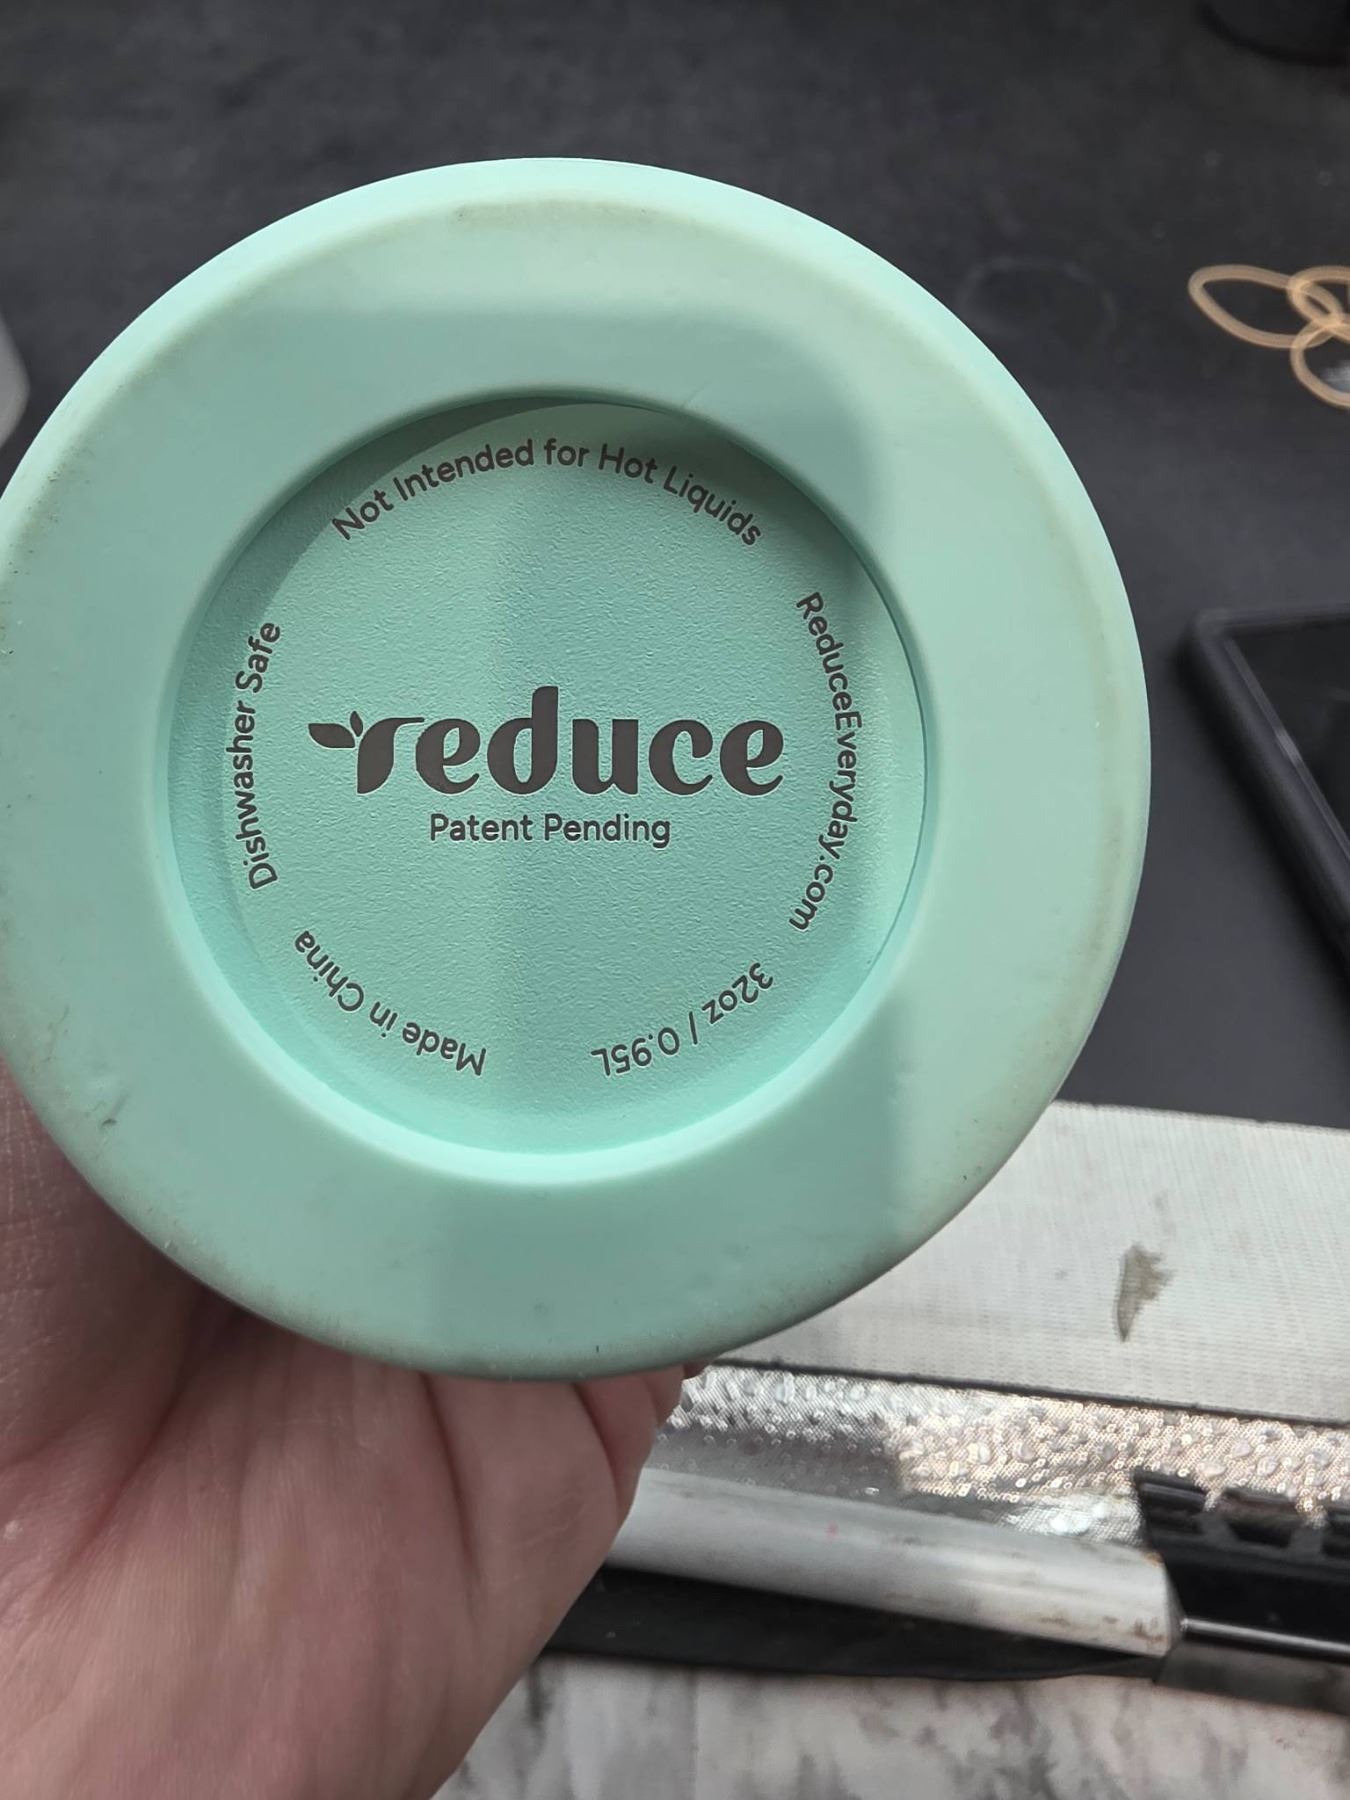 Not Intended for Hot Liquids
ReduceEveryday.com
32oz / 0.95L
Made in China
Dishwasher Safe
reduce
Patent Pending